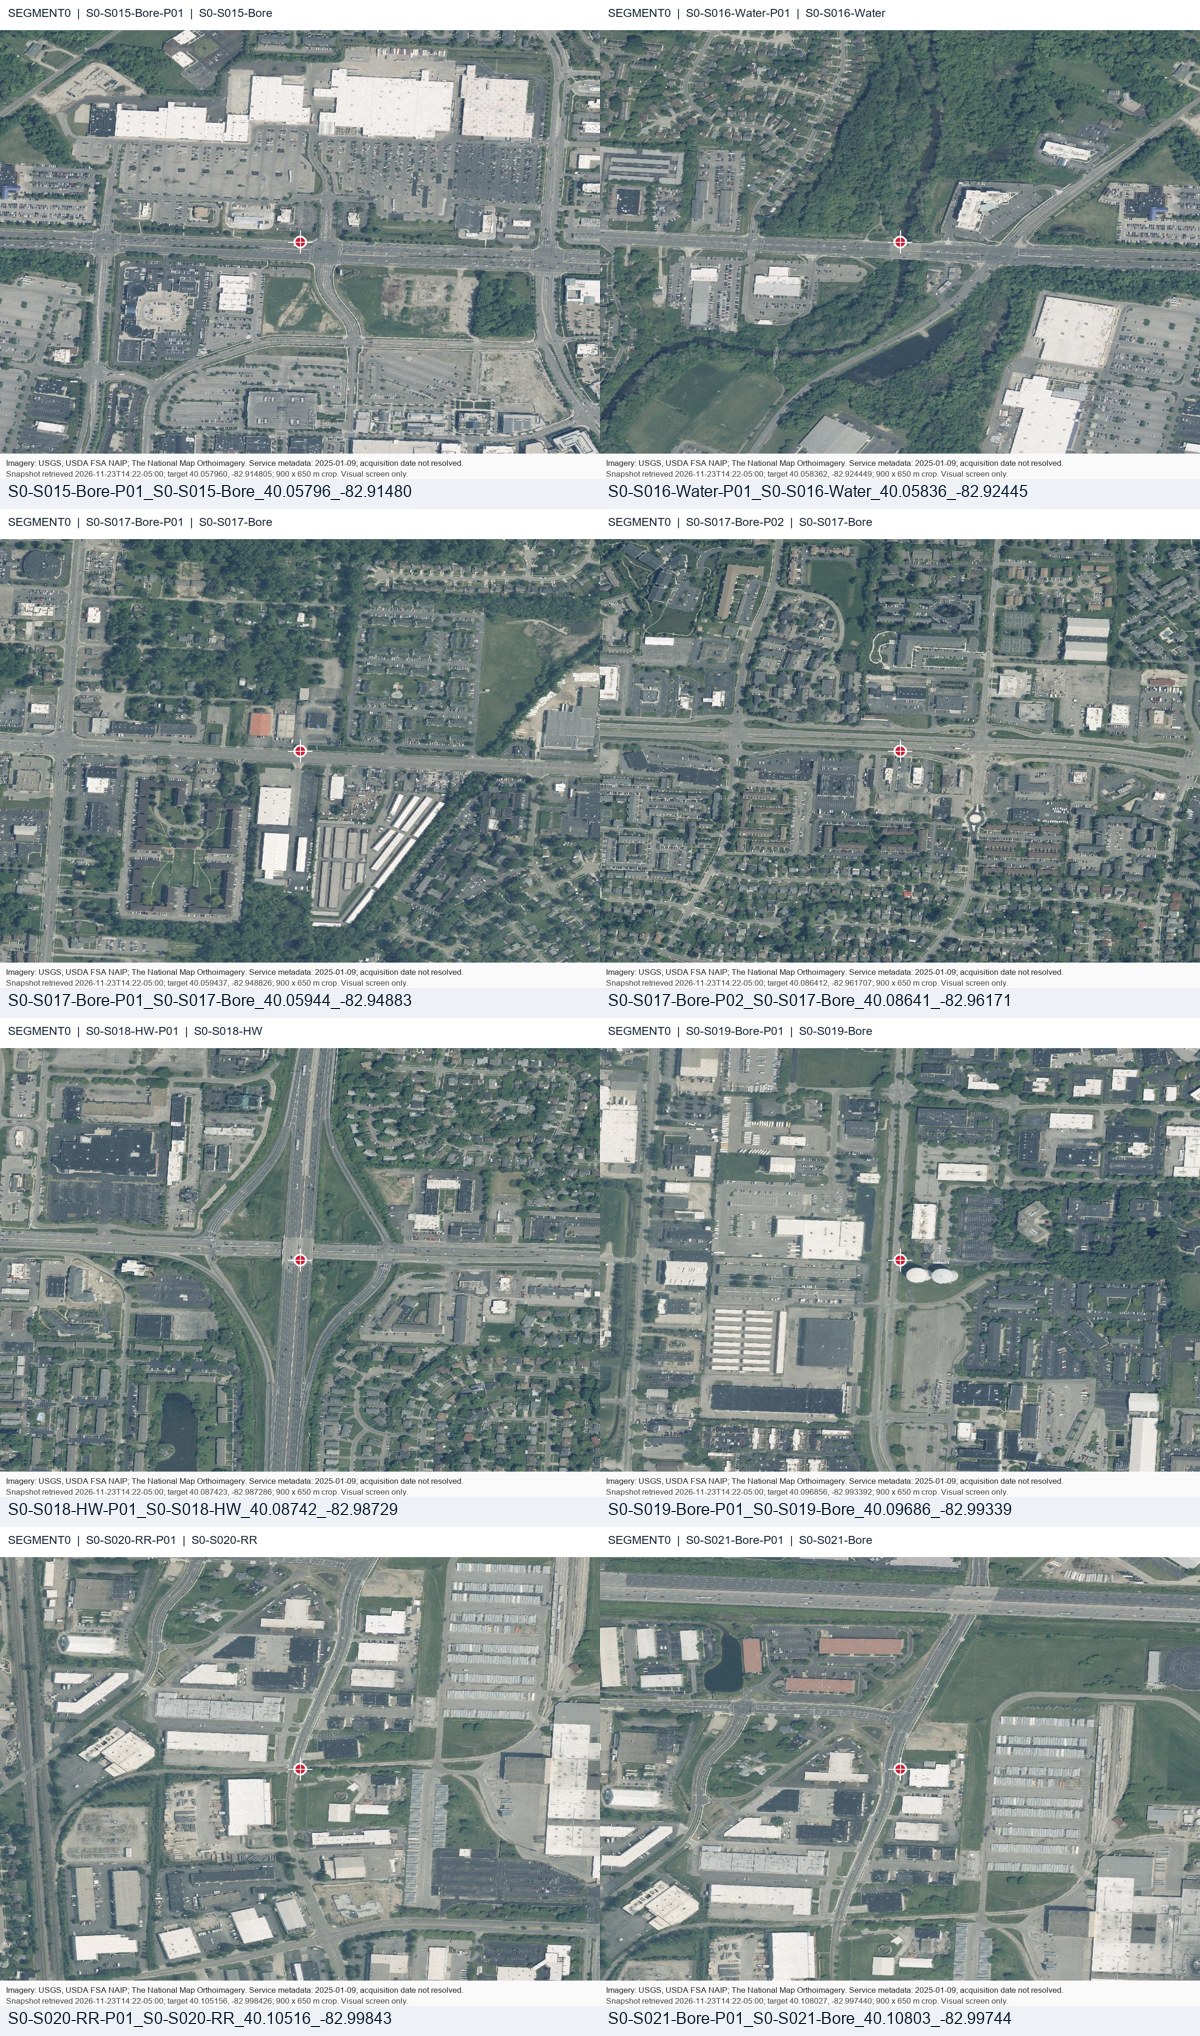 SEGMENT0 | S0-S015-Bore-P01 | S0-S015-Bore
SEGMENT0 | S0-S016-Water-P01 | S0-S016-Water
Imagery: USGS, USDA FSA NAIP; The National Map Orthoimagery. Service metadata: 2025-01-09; acquisition date not resolved.
Snapshot retrieved 2026-11-23T14:22-05:00; target 40.057960, -82.914805; 900 x 650 m crop. Visual screen only.
S0-S015-Bore-P01_S0-S015-Bore_40.05796_-82.91480
Imagery: USGS, USDA FSA NAIP; The National Map Orthoimagery. Service metadata: 2025-01-09; acquisition date not resolved.
Snapshot retrieved 2026-11-23T14:22-05:00; target 40.058362, -82.924449; 900 x 650 m crop. Visual screen only.
S0-S016-Water-P01_S0-S016-Water_40.05836_-82.92445
SEGMENT0 | S0-S017-Bore-P01 | S0-S017-Bore
SEGMENT0 | S0-S017-Bore-P02 | S0-S017-Bore
Imagery: USGS, USDA FSA NAIP; The National Map Orthoimagery. Service metadata: 2025-01-09; acquisition date not resolved.
Snapshot retrieved 2026-11-23T14:22-05:00; target 40.059437, -82.948826; 900 x 650 m crop. Visual screen only.
S0-S017-Bore-P01_S0-S017-Bore_40.05944_-82.94883
Imagery: USGS, USDA FSA NAIP; The National Map Orthoimagery. Service metadata: 2025-01-09; acquisition date not resolved.
Snapshot retrieved 2026-11-23T14:22-05:00; target 40.086412, -82.961707; 900 x 650 m crop. Visual screen only.
S0-S017-Bore-P02_S0-S017-Bore_40.08641_-82.96171
SEGMENT0 | S0-S018-HW-P01 | S0-S018-HW
SEGMENT0 | S0-S019-Bore-P01 | S0-S019-Bore
Imagery: USGS, USDA FSA NAIP; The National Map Orthoimagery. Service metadata: 2025-01-09; acquisition date not resolved.
Snapshot retrieved 2026-11-23T14:22-05:00; target 40.087423, -82.987286; 900 x 650 m crop. Visual screen only.
S0-S018-HW-P01_S0-S018-HW_40.08742_-82.98729
Imagery: USGS, USDA FSA NAIP; The National Map Orthoimagery. Service metadata: 2025-01-09; acquisition date not resolved.
Snapshot retrieved 2026-11-23T14:22-05:00; target 40.096856, -82.993392; 900 x 650 m crop. Visual screen only.
S0-S019-Bore-P01_S0-S019-Bore_40.09686_-82.99339
SEGMENT0 | S0-S020-RR-P01 | S0-S020-RR
SEGMENT0 | S0-S021-Bore-P01 | S0-S021-Bore
Imagery: USGS, USDA FSA NAIP; The National Map Orthoimagery. Service metadata: 2025-01-09; acquisition date not resolved.
Snapshot retrieved 2026-11-23T14:22-05:00; target 40.105156, -82.998426; 900 x 650 m crop. Visual screen only.
S0-S020-RR-P01_S0-S020-RR_40.10516_-82.99843
Imagery: USGS, USDA FSA NAIP; The National Map Orthoimagery. Service metadata: 2025-01-09; acquisition date not resolved.
Snapshot retrieved 2026-11-23T14:22-05:00; target 40.108027, -82.997440; 900 x 650 m crop. Visual screen only.
S0-S021-Bore-P01_S0-S021-Bore_40.10803_-82.99744